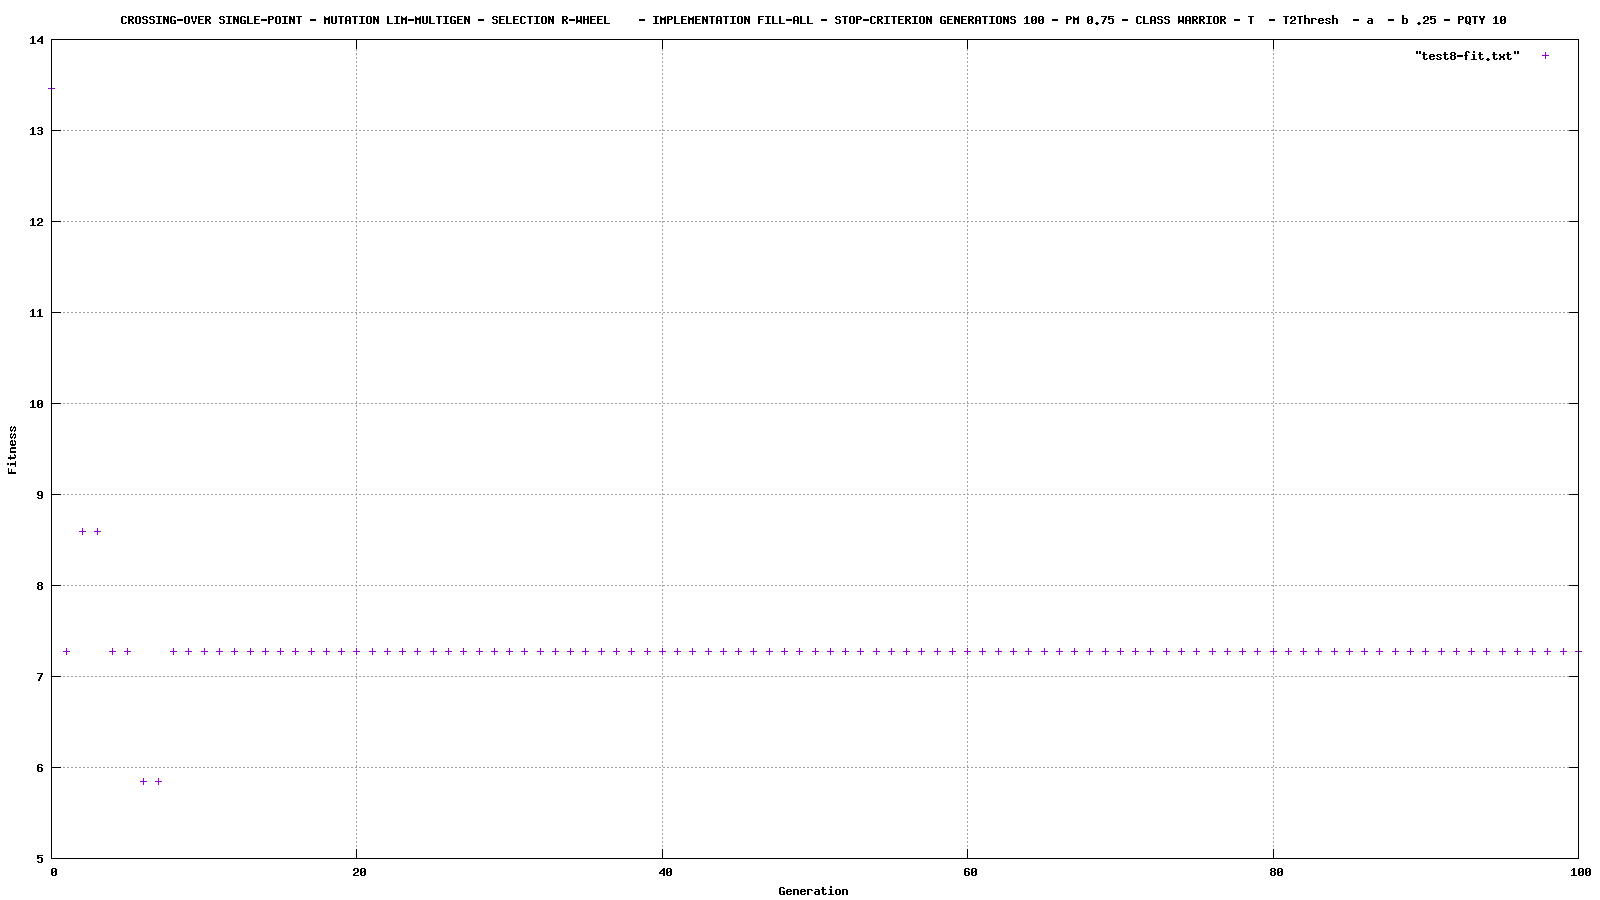 CROSSING-OVER SINGLE-POINT - MUTATION LIM-MULTIGEN - SELECTION R-WHEEL    - IMPLEMENTATION FILL-ALL - STOP-CRITERION GENERATIONS 100 - PM 0.75 - CLASS WARRIOR - T  - T2Thresh  - a  - b .25 - PQTY 10
"test8-fit.txt"
14
13
12
11
10
9
8
7
6
5
Fitness
0 20 40 60 80 100
Generation